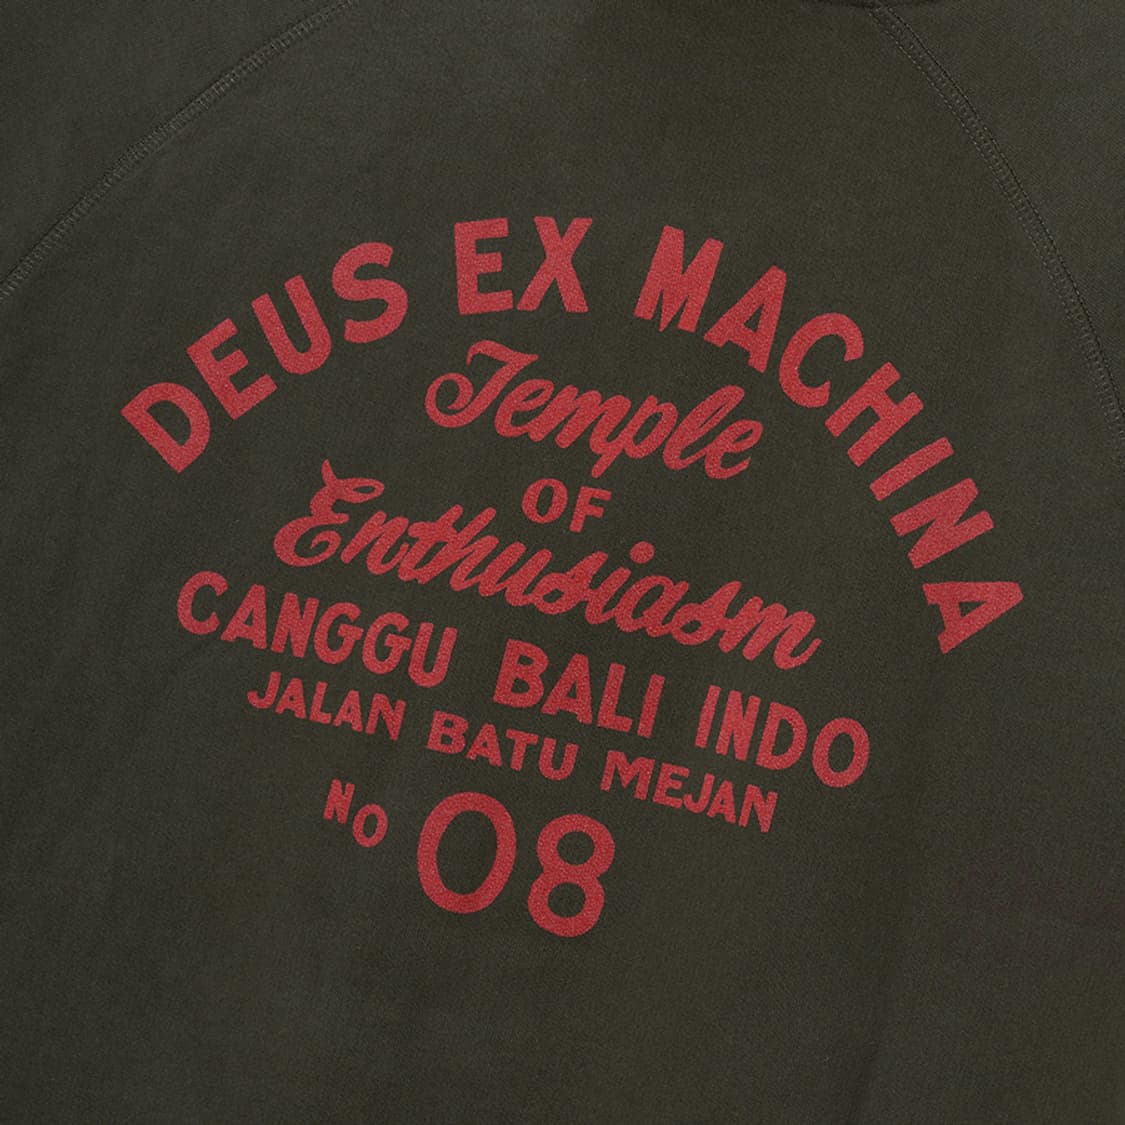 DEUS EX MACHINA
Temple
OF
Enthusiasm
CANGGU BALI INDO
JALAN BATU MEJAN
NO 08